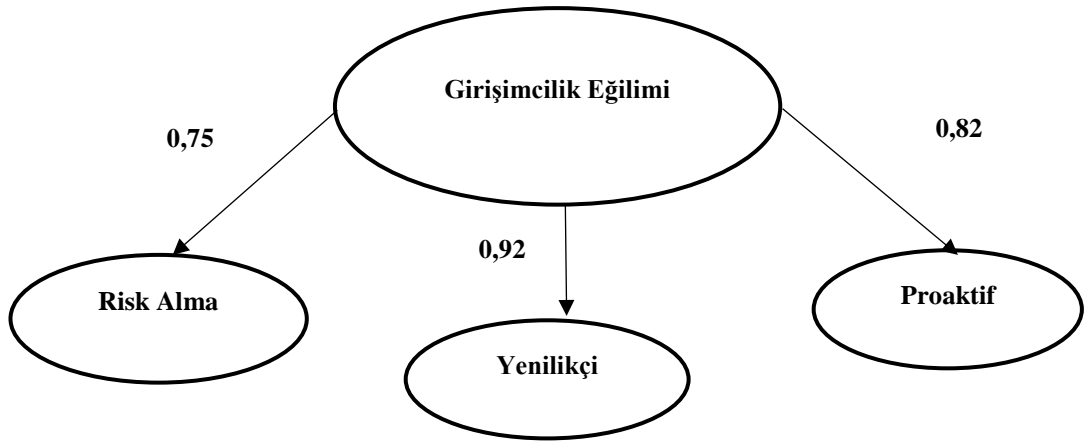 Girişimcilik Eğilimi
0,75
0,82
0,92
Risk Alma
Proaktif
Yenilikçi